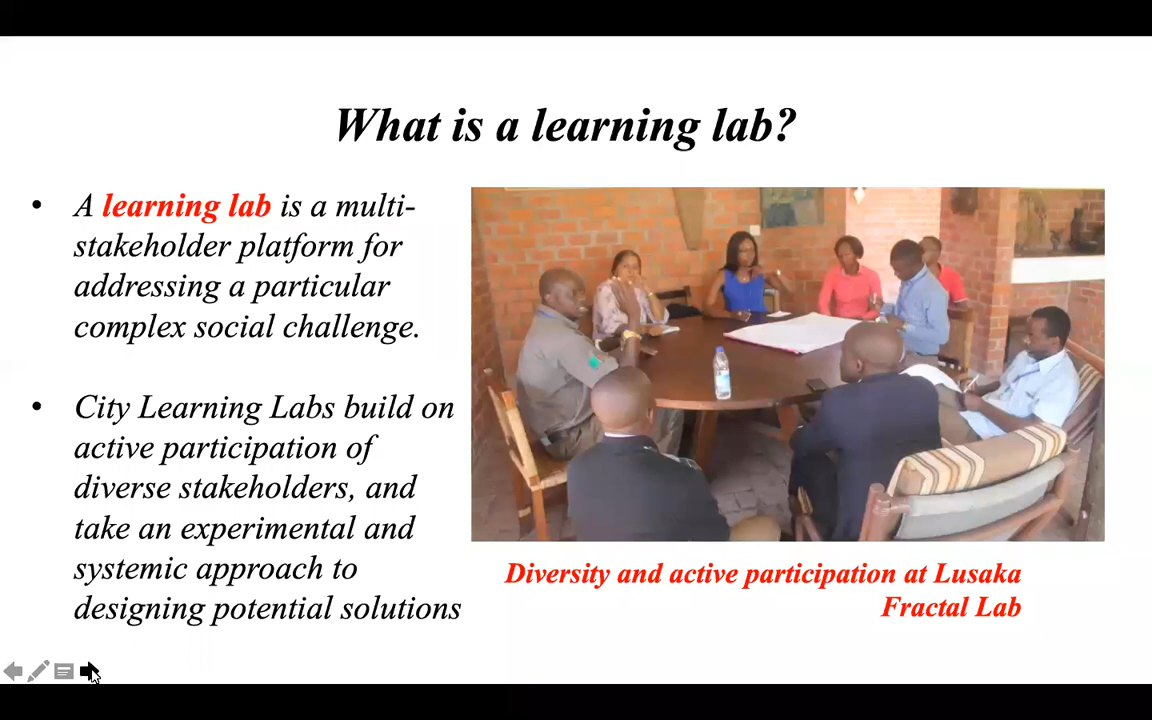 What is a learning lab?
• A learning lab is a multi-
stakeholder platform for
addressing a particular
complex social challenge.
• City Learning Labs build on
active participation of
diverse stakeholders, and
take an experimental and
systemic approach to
designing potential solutions
Diversity and active participation at Lusaka
Fractal Lab